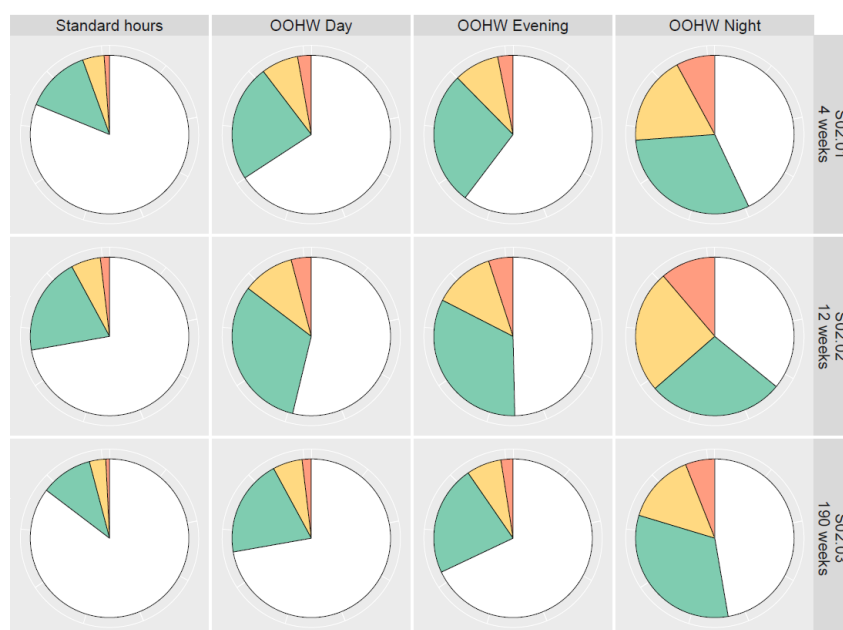 Standard hours
OOHW Day
OOHW Evening
OOHW Night
S02.01
4 weeks
S02.02
12 weeks
S02.03
190 weeks